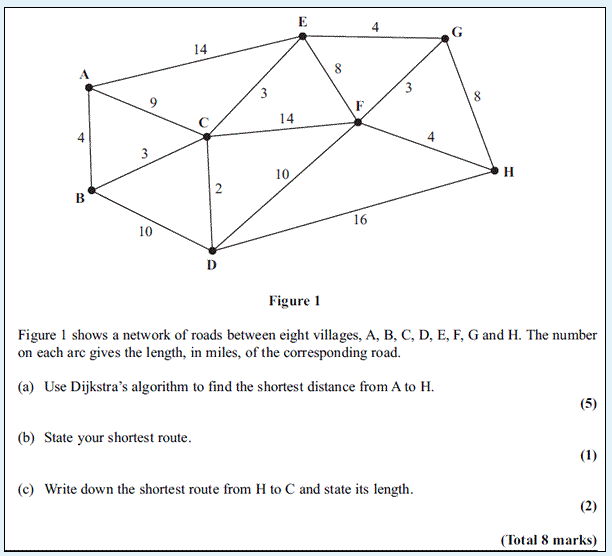 E
4
G
14
A
8
9
3
3
8
C
14
F
4
4
3
10
H
2
B
16
10
D
Figure 1
Figure 1 shows a network of roads between eight villages, A, B, C, D, E, F, G and H. The number
on each arc gives the length, in miles, of the corresponding road.
(a) Use Dijkstra's algorithm to find the shortest distance from A to H.
(5)
(b) State your shortest route.
(1)
(c) Write down the shortest route from H to C and state its length.
(2)
(Total 8 marks)